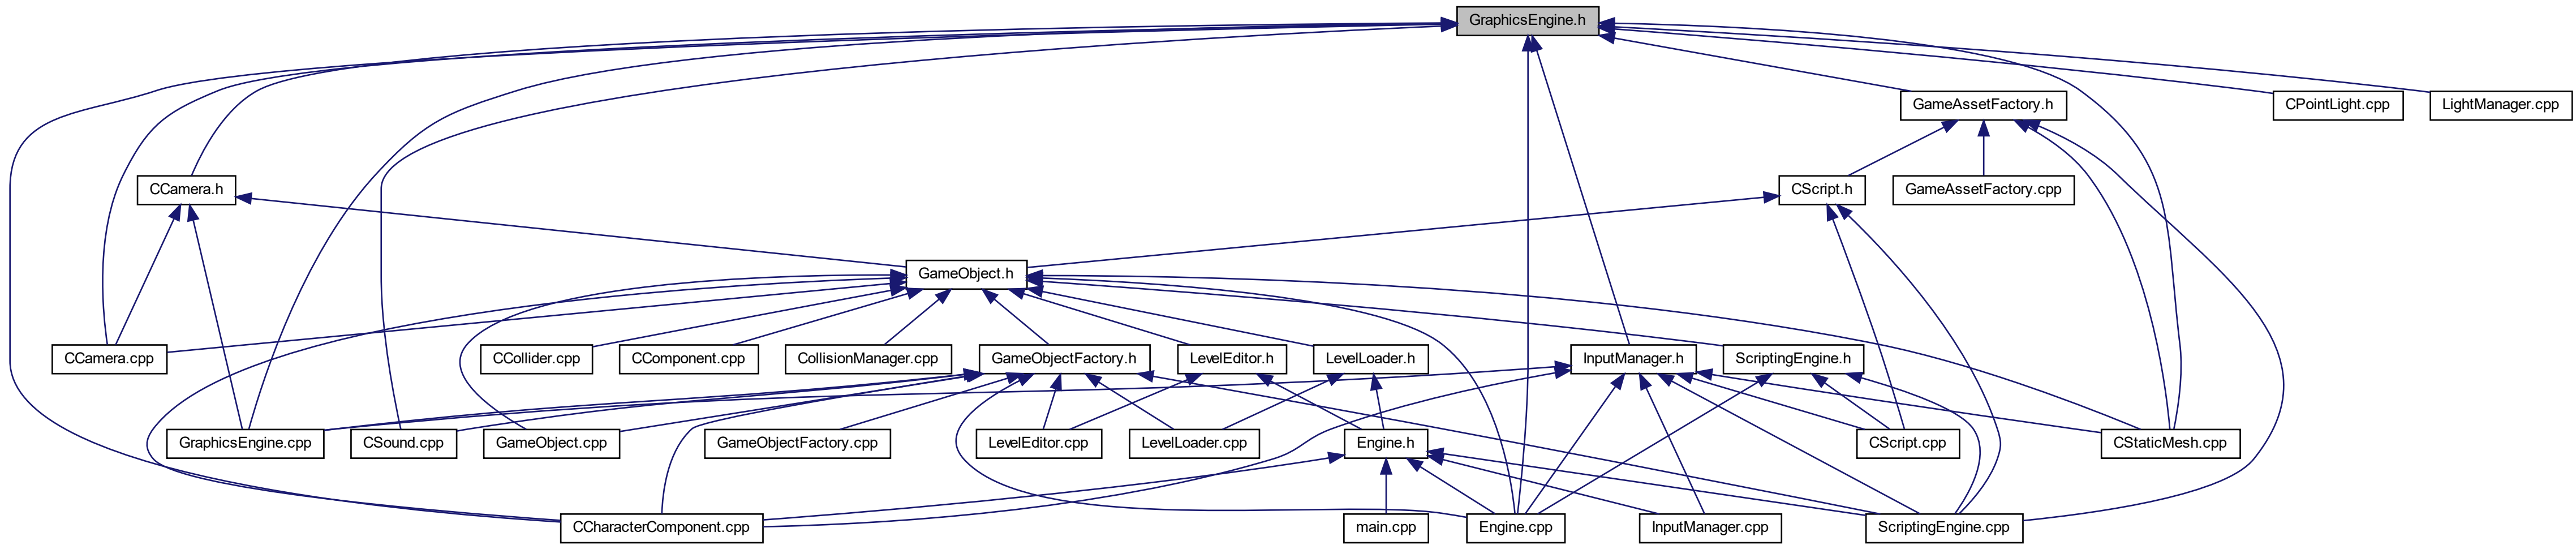 GraphicsEngine.h
GameAssetFactory.h
CPointLight.cpp
LightManager.cpp
CCamera.h
CScript.h
GameAssetFactory.cpp
GameObject.h
CCamera.cpp
CCollider.cpp
CComponent.cpp
CollisionManager.cpp
GameObjectFactory.h
LevelEditor.h
LevelLoader.h
InputManager.h
ScriptingEngine.h
GraphicsEngine.cpp
CSound.cpp
GameObject.cpp
GameObjectFactory.cpp
LevelEditor.cpp
LevelLoader.cpp
Engine.h
CScript.cpp
CStaticMesh.cpp
CCharacterComponent.cpp
main.cpp
Engine.cpp
InputManager.cpp
ScriptingEngine.cpp